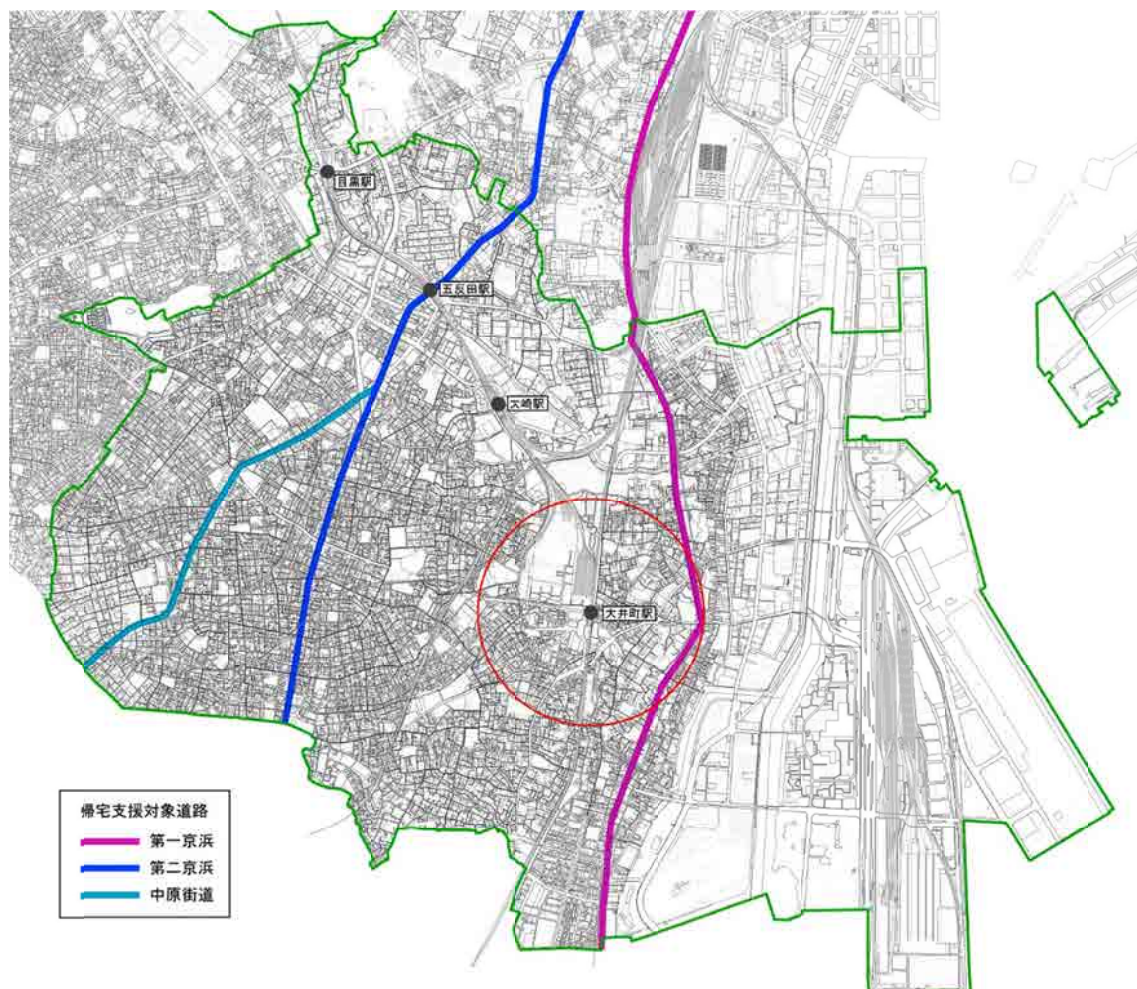 目黒駅
五反田駅
大崎駅
大井町駅
帰宅支援対象道路
第一京浜
第二京浜
中原街道